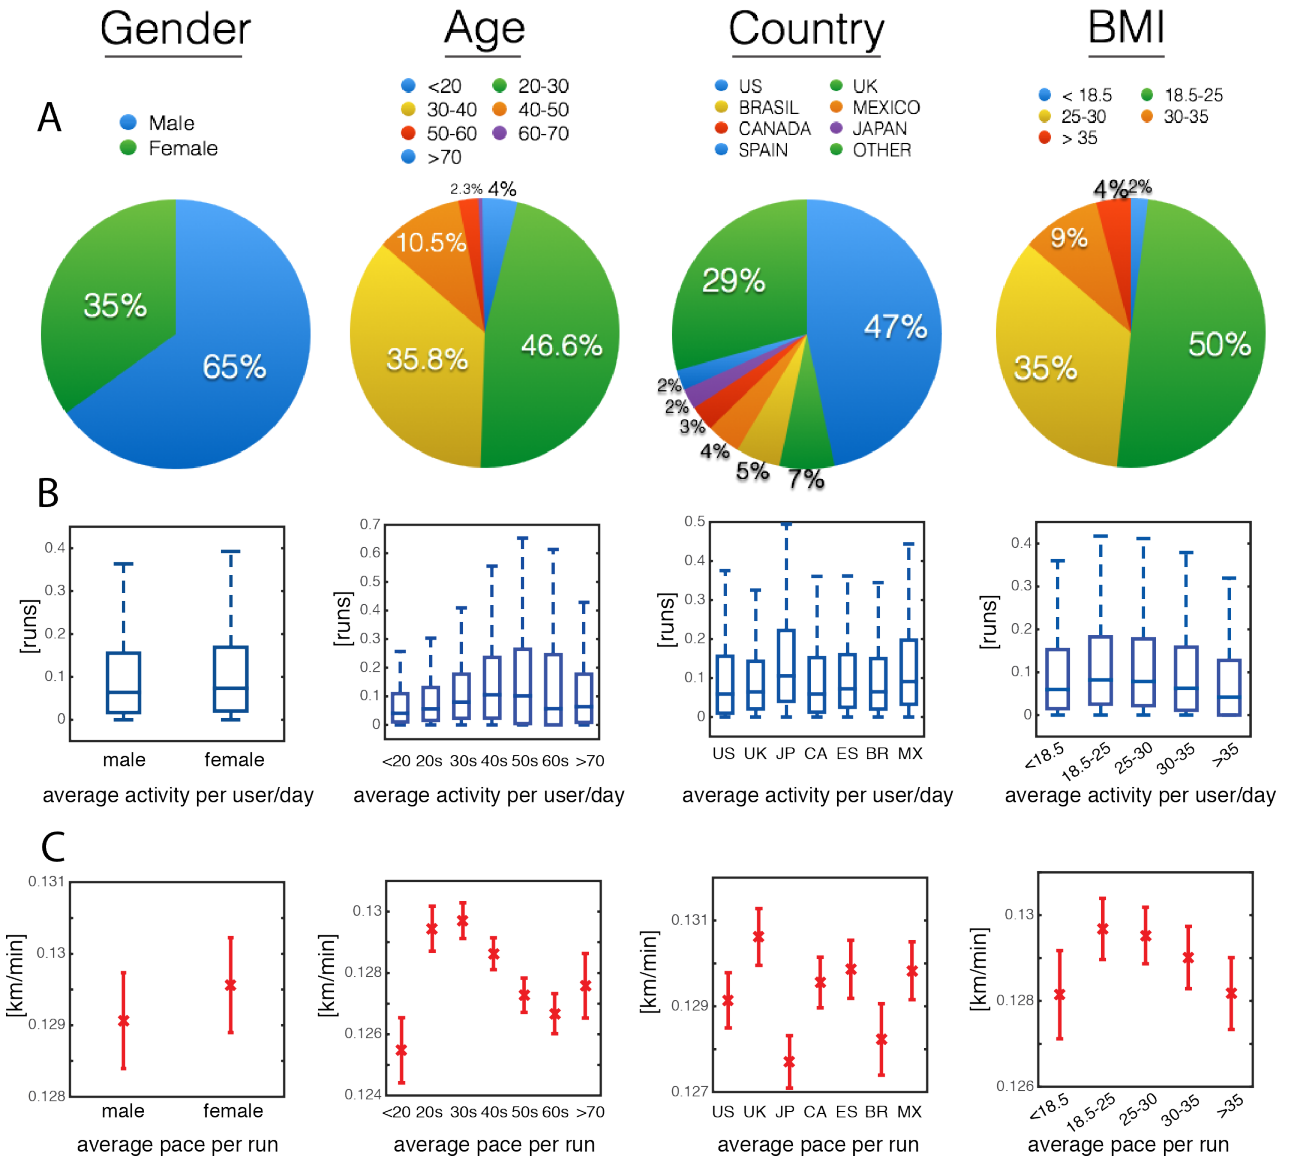 Gender Age Country BMI
A
Male
Female
<20 20-30
30-40 40-50
50-60 60-70
>70
US UK
BRASIL MEXICO
CANADA JAPAN
SPAIN OTHER
< 18.5 18.5-25
25-30 30-35
> 35
35%
65%
2.3% 4%
10.5%
35.8%
46.6%
29%
47%
2%
2%
3%
4%
5%
7%
4% 2%
9%
35%
50%
B
[runs]
0.4
0.3
0.2
0.1
0
male female
average activity per user/day
[runs]
0.7
0.6
0.5
0.4
0.3
0.2
0.1
0
<20 20s 30s 40s 50s 60s >70
average activity per user/day
[runs]
0.5
0.4
0.3
0.2
0.1
0
US UK JP CA ES BR MX
average activity per user/day
[runs]
0.4
0.3
0.2
0.1
0
<18.5 18.5-25 25-30 30-35 >35
average activity per user/day
C
[km/min]
0.131
0.13
0.129
0.128
male female
average pace per run
[km/min]
0.13
0.128
0.126
0.124
<20 20s 30s 40s 50s 60s >70
average pace per run
[km/min]
0.131
0.129
0.127
US UK JP CA ES BR MX
average pace per run
[km/min]
0.13
0.128
0.126
<18.5 18.5-25 25-30 30-35 >35
average pace per run